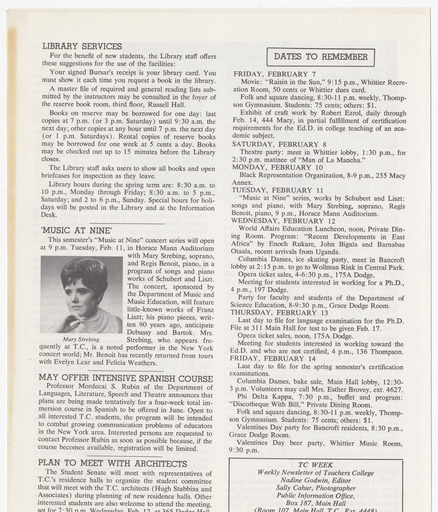 LIBRARY SERVICES
For the benefit of new students, the Library staff offers
these suggestions for the use of the facilities:
Your signed Bursar's receipt is your library card. You
must show it each time you request a book in the library.
A master file of required and general reading lists sub-
mitted by the instructors may be consulted in the foyer of
the reserve book room, third floor, Russell Hall.
Books on reserve may be borrowed for one day: last
copies at 7 p.m. (or 3 p.m. Saturday) until 9:30 a.m. the
next day; other copies at any hour until 7 p.m. the next day
(or 1 p.m. Saturdays). Rental copies of reserve books
may be borrowed for one week at 5 cents a day. Books
may be checked out up to 15 minutes before the Library
closes.
The Library staff asks users to show all books and open
briefcases for inspection as they leave.
Library hours during the spring term are: 8:30 a.m. to
10 p.m., Monday through Friday; 8:30 a.m. to 5 p.m.,
Saturday; and 2 to 6 p.m., Sunday. Special hours for holi-
days will be posted in the Library and at the Information
Desk.
'MUSIC AT NINE'
This semester's "Music at Nine" concert series will open
at 9 p.m. Tuesday, Feb. 11, in Horace Mann Auditorium
with Mary Strebing, soprano,
and Regis Benoit, piano, in a
program of songs and piano
works of Schubert and Liszt.
The concert, sponsored by
the Department of Music and
Music Education, will feature
little-known works of Franz
Liszt; his piano pieces, writ-
ten 90 years ago, anticipate
Debussy and Bartok. Mrs.
Strebing, who appears fre-
Mary Strebing
quently at T.C., is a noted performer in the New York
concert world; Mr. Benoit has recently returned from tours
with Evelyn Lear and Felicia Weathers.
MAY OFFER INTENSIVE SPANISH COURSE
Professor Mordecai S. Rubin of the Department of
Languages, Literature, Speech and Theatre announces that
plans are being made tentatively for a four-week total im-
mersion course in Spanish to be offered in June. Open to
all interested T.C. students, the program will be intended
to combat growing communication problems of education
in the New York area. Interested persons are requested to
contact Professor Rubin as soon as possible because, if the
course becomes available, registration will be limited.
PLAN TO MEET WITH ARCHITECTS
The Student Senate will meet with representatives of
T.C.'s residence halls to organize the student committee
that will meet with the T.C. architects (Hugh Stubbins and
Associates) during planning of new residence halls. Other
interested students are also welcome to attend the meeting,
set for 7:30 p.m. Wednesday, Feb. 12, at 365 Dodge Hall.
DATES TO REMEMBER
FRIDAY, FEBRUARY 7
Movie: "Raisin in the Sun," 9:15 p.m., Whittier Recre-
ation Room, 50 cents or Whittier dues card.
Folk and square dancing, 8:30-11 p.m. weekly, Thomp-
son Gymnasium. Students: 75 cents; others: $1.
Exhibit of craft work by Robert Ezrol, daily through
Feb. 14, 444 Macy, in partial fulfillment of certification
requirements for the Ed.D. in college teaching of an aca-
demic subject.
SATURDAY, FEBRUARY 8
Theatre party: meet in Whittier lobby, 1:30 p.m., for
2:30 p.m. matinee of "Man of La Mancha."
MONDAY, FEBRUARY 10
Black Representation Organization, 8-9 p.m., 255 Macy
Annex.
TUESDAY, FEBRUARY 11
"Music at Nine" series, works by Schubert and Liszt:
songs and piano, with Mary Strebing, soprano, Regis
Benoit, piano, 9 p.m., Horace Mann Auditorium.
WEDNESDAY, FEBRUARY 12
World Affairs Education Luncheon, noon, Private Din-
ing Room. Program: "Recent Developments in East
Africa" by Enoch Rukare, John Bigala and Barnabas
Otaala, recent arrivals from Uganda.
Columbia Dames, ice skating party, meet in Bancroft
lobby at 2:15 p.m. to go to Wollman Rink in Central Park.
Opera ticket sales, 4-6:30 p.m., 175A Dodge.
Meeting for students interested in working for a Ph.D.,
4 p.m., 197 Dodge.
Party for faculty and students of the Department of
Science Education, 8-9:30 p.m., Grace Dodge Room.
THURSDAY, FEBRUARY 13
Last day to file for language examination for the Ph.D.
File at 311 Main Hall for test to be given Feb. 17.
Opera ticket sales, noon, 175A Dodge.
Meeting for students interested in working toward the
Ed.D. and who are not certified, 4 p.m., 136 Thompson.
FRIDAY, FEBRUARY 14
Last day to file for the spring semester's certification
examinations.
Columbia Dames, bake sale, Main Hall lobby, 12:30-
3 p.m. Volunteers may call Mrs. Esther Brovey, ext. 4627.
Phi Delta Kappa, 7:30 p.m., buffet and program:
"Discotheque With Bill," Private Dining Room.
Folk and square dancing, 8:30-11 p.m. weekly, Thomp-
son Gymnasium. Students: 75 cents; others: $1.
Valentines Day party for Bancroft residents, 8:30 p.m.,
Grace Dodge Room.
Valentines Day beer party, Whittier Music Room,
9:30 p.m.
TC WEEK
Weekly Newsletter of Teachers College
Nadine Godwin, Editor
Sally Cahur, Photographer
Public Information Office,
Box 187, Main Hall
(Room 107, Main Hall, T.C., Ext. 4448)